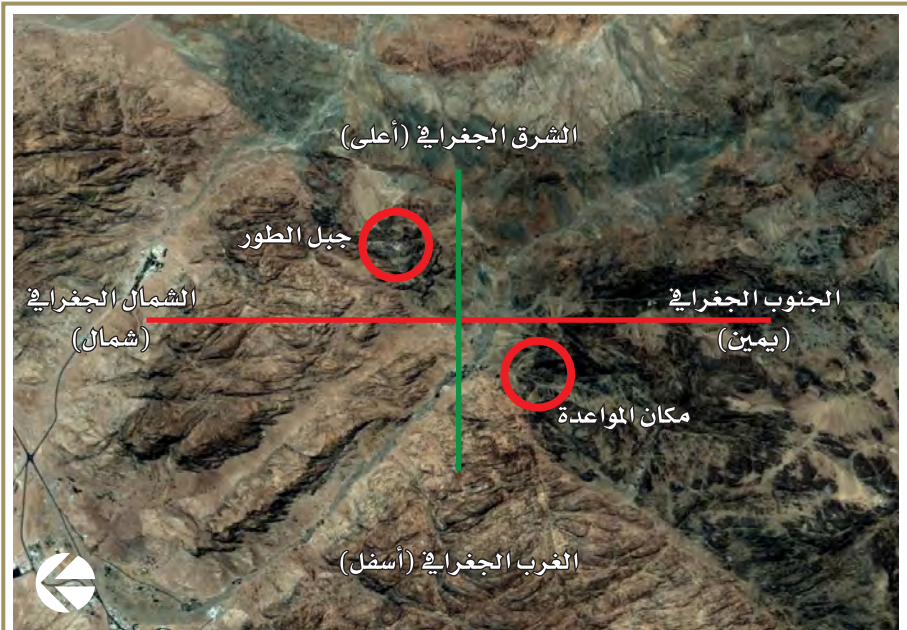 الشرق الجغرافي (أعلى)
جبل الطور
الشمال الجغرافي
(شمال)
الجنوب الجغرافي
(يمين)
مكان المواعدة
الغرب الجغرافي (أسفل)